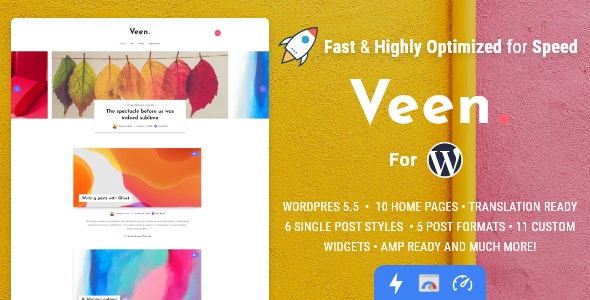 Veen.
The spectacle before us was
indeed sublime
Writing posts with Ghost
Fast & Highly Optimized for Speed
Veen.
For
WORDPRES 5.5 • 10 HOME PAGES • TRANSLATION READY
6 SINGLE POST STYLES • 5 POST FORMATS • 11 CUSTOM
WIDGETS • AMP READY AND MUCH MORE!